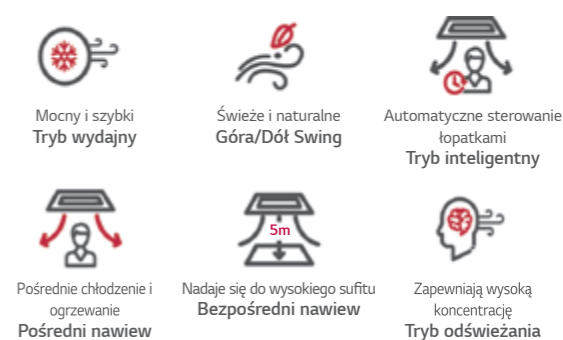 Mocny i szybki
Tryb wydajny
Świeże i naturalne
Góra/Dół Swing
Automatyczne sterowanie
łopatkami
Tryb inteligentny
Pośrednie chłodzenie i
ogrzewanie
Pośredni nawiew
5m
Nadaje się do wysokiego sufitu
Bezpośredni nawiew
Zapewniają wysoką
koncentrację
Tryb odświeżania